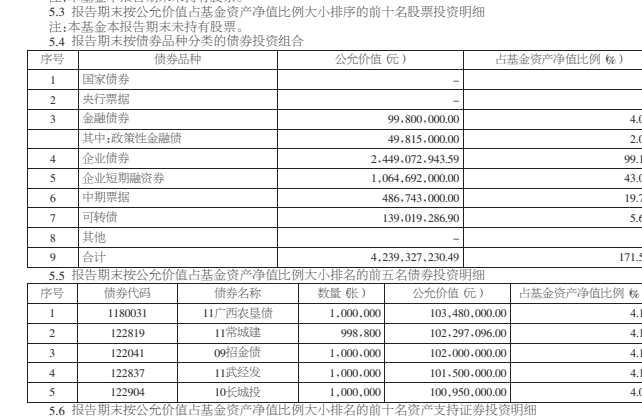 5.3 报告期末按公允价值占基金资产净值比例大小排序的前十名股票投资明细
注:本基金本报告期末未持有股票。
5.4 报告期末按债券品种分类的债券投资组合
序号 债券品种 公允价值(元) 占基金资产净值比例(%)
1 国家债券 –
2 央行票据 –
3 金融债券 99,800,000.00 4.0
其中:政策性金融债 49,815,000.00 2.0
4 企业债券 2,449,072,943.59 99.1
5 企业短期融资券 1,064,692,000.00 43.0
6 中期票据 486,743,000.00 19.7
7 可转债 139,019,286.90 5.6
8 其他 –
9 合计 4,239,327,230.49 171.5
5.5 报告期末按公允价值占基金资产净值比例大小排名的前五名债券投资明细
序号 债券代码 债券名称 数量(张) 公允价值(元) 占基金资产净值比例(%
1 1180031 11广西农垦债 1,000,000 103,480,000.00 4.1
2 122819 11常城建 998,800 102,297,096.00 4.1
3 122041 09招金债 1,000,000 102,000,000.00 4.1
4 122837 11武经发 1,000,000 101,500,000.00 4.1
5 122904 10长城投 1,000,000 100,950,000.00 4.0
5.6 报告期末按公允价值占基金资产净值比例大小排名的前十名资产支持证券投资明细